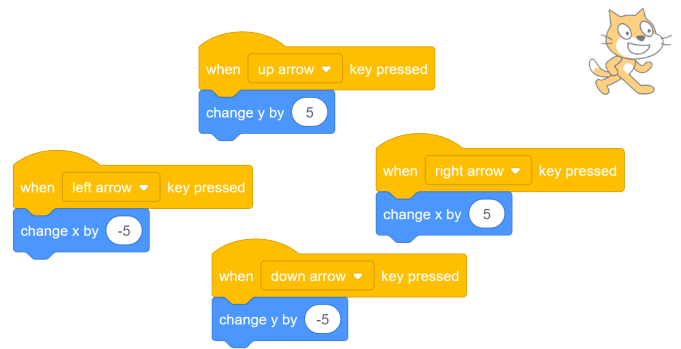 when up arrow key pressed
change y by 5
when left arrow key pressed
change x by -5
when right arrow key pressed
change x by 5
when down arrow key pressed
change y by -5